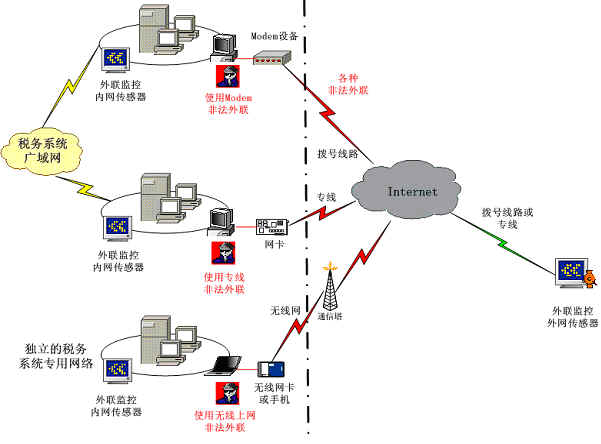 Modem设备
外联监控
内网传感器
使用Modem
非法外联
各种
非法外联
税务系统
广域网
拨号线路
Internet
专线
拨号线路或
专线
外联监控
内网传感器
网卡
使用专线
非法外联
外联监控
外网传感器
无线网
通信塔
独立的税务
系统专用网络
无线网卡
或手机
外联监控
内网传感器
使用无线上网
非法外联